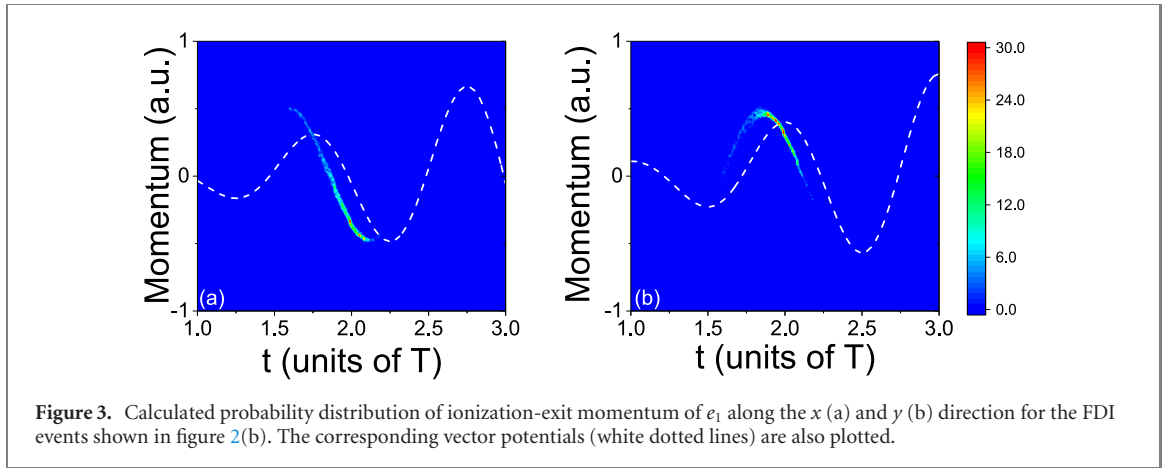 Momentum (a.u.)
1
0
-1
(a)
1.0 1.5 2.0 2.5 3.0
t (units of T)
Momentum (a.u.)
1
0
-1
(b)
1.0 1.5 2.0 2.5 3.0
t (units of T)
30.0
24.0
18.0
12.0
6.0
0.0
Figure 3. Calculated probability distribution of ionization-exit momentum of e1 along the x (a) and y (b) direction for the FDI
events shown in figure 2(b). The corresponding vector potentials (white dotted lines) are also plotted.